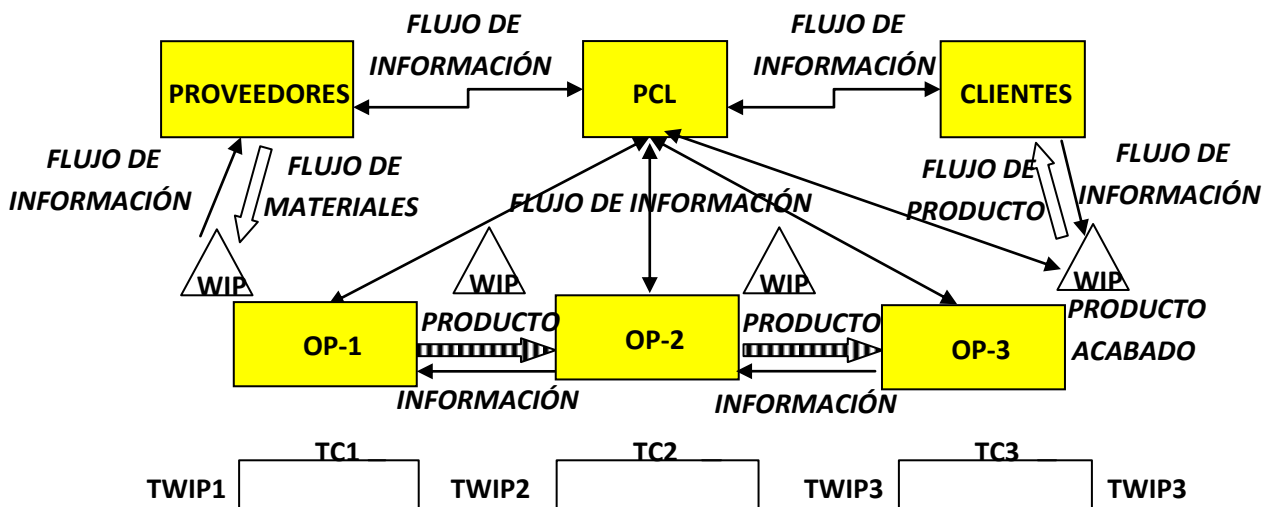 FLUJO DE
INFORMACIÓN
FLUJO DE
INFORMACIÓN
PROVEEDORES
PCL
CLIENTES
FLUJO DE
INFORMACIÓN
FLUJO DE
MATERIALES
FLUJO DE INFORMACIÓN
FLUJO DE
PRODUCTO
FLUJO DE
INFORMACIÓN
WIP
WIP
WIP
WIP
PRODUCTO
ACABADO
OP-1
PRODUCTO
OP-2
PRODUCTO
OP-3
INFORMACIÓN
INFORMACIÓN
TC1
TC2
TC3
TWIP1
TWIP2
TWIP3
TWIP3